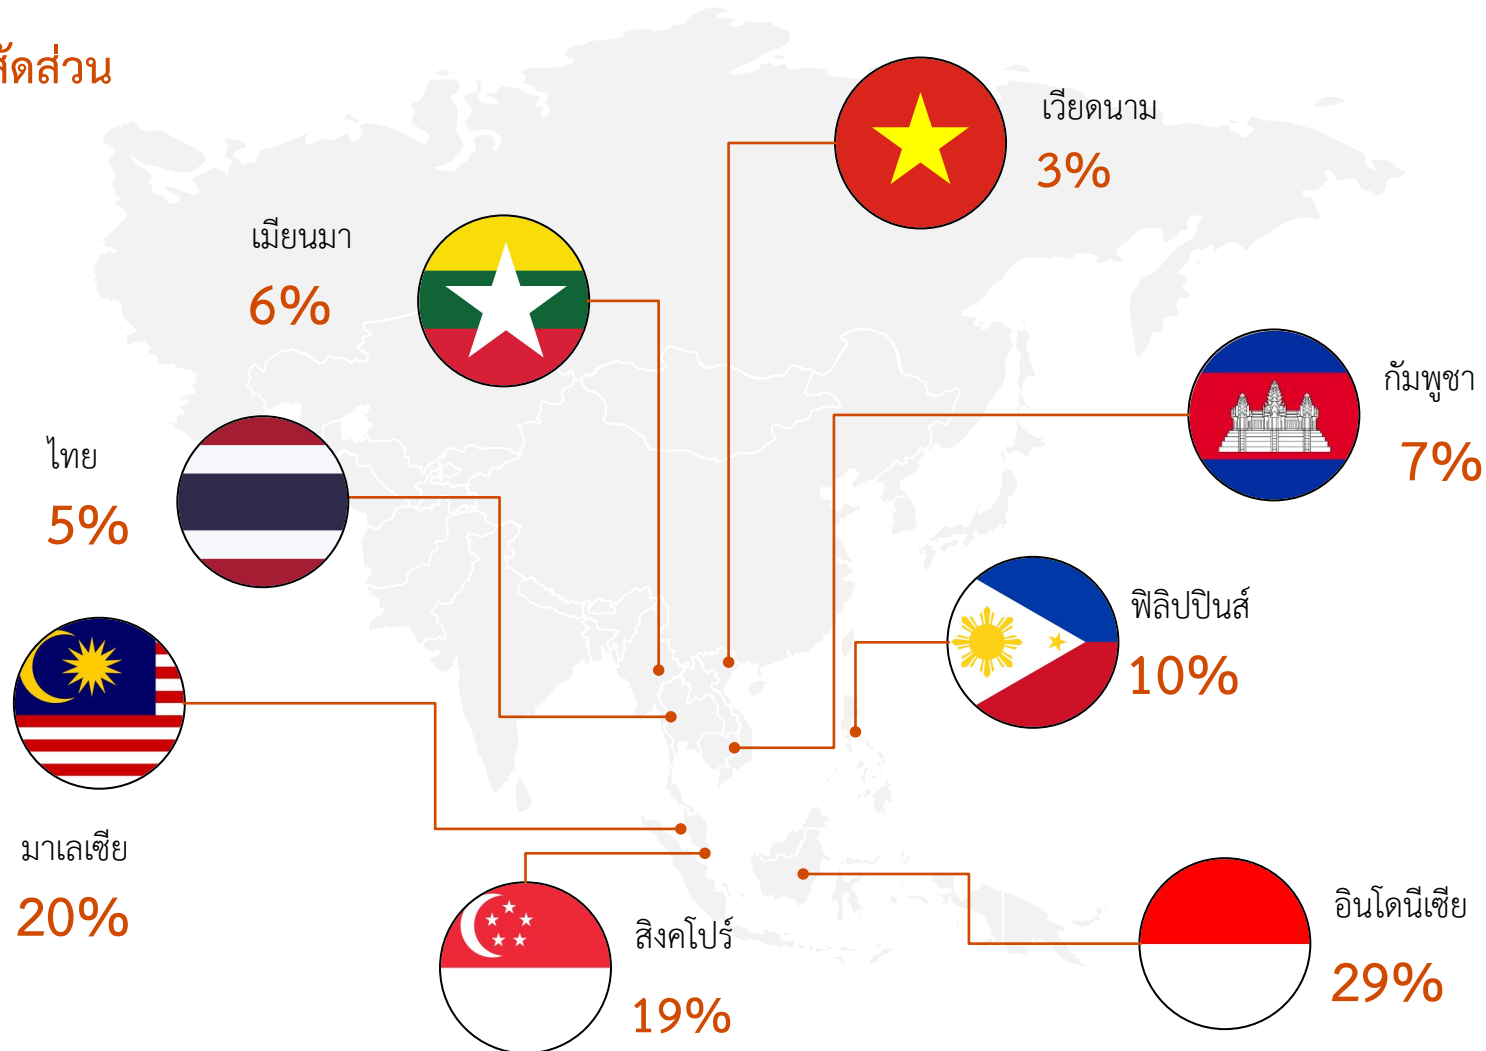 สัดส่วน
เวียดนาม
3%
เมียนมา
6%
กัมพูชา
7%
ไทย
5%
ฟิลิปปินส์
10%
มาเลเซีย
20%
สิงคโปร์
19%
อินโดนีเซีย
29%